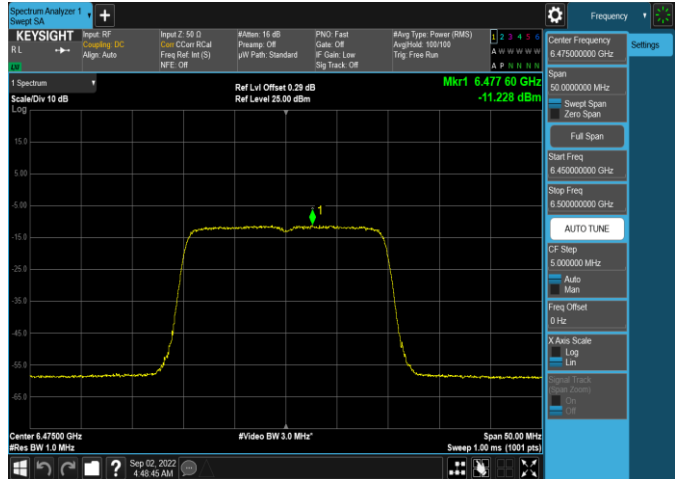 Spectrum Analyzer 1
Swept SA
Frequency
KEYSIGHT
R L
Input: RF
Coupling: DC
Align: Auto
Input Z: 50 Ω
Corr CCorr RCal
Freq Ref: Int (S)
NFE: Off
#Atten: 16 dB
Preamp: Off
µW Path: Standard
PNO: Fast
Gate: Off
IF Gain: Low
Sig Track: Off
#Avg Type: Power (RMS)
Avg|Hold: 100/100
Trig: Free Run
1 2 3 4 5 6
A W W W W W
A P N N N N
1 Spectrum
Scale/Div 10 dB
Log
Ref Lvl Offset 0.29 dB
Ref Level 25.00 dBm
Mkr1 6.477 60 GHz
-11.228 dBm
15.0
5.00
-5.00
-15.0
-25.0
-35.0
-45.0
-55.0
-65.0
1
Center 6.47500 GHz
#Res BW 1.0 MHz
#Video BW 3.0 MHz*
Span 50.00 MHz
Sweep 1.00 ms (1001 pts)
Sep 02, 2022
4:48:45 AM
Center Frequency
6.475000000 GHz
Settings
Span
50.0000000 MHz
Swept Span
Zero Span
Full Span
Start Freq
6.450000000 GHz
Stop Freq
6.500000000 GHz
AUTO TUNE
CF Step
5.000000 MHz
Auto
Man
Freq Offset
0 Hz
X Axis Scale
Log
Lin
Signal Track
(Span Zoom)
On
Off